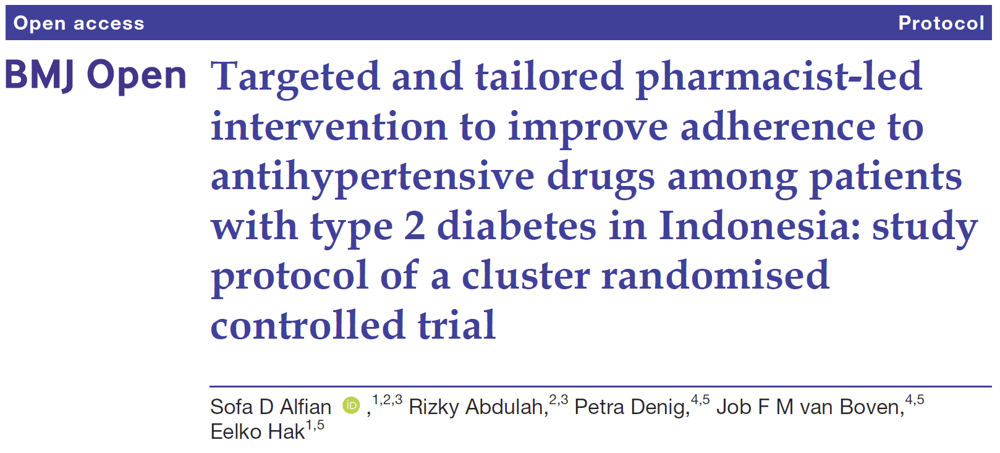 Open access
Protocol
BMJ Open
Targeted and tailored pharmacist-led
intervention to improve adherence to
antihypertensive drugs among patients
with type 2 diabetes in Indonesia: study
protocol of a cluster randomised
controlled trial
Sofa D Alfian iD ,1,2,3 Rizky Abdulah,2,3 Petra Denig,4,5 Job F M van Boven,4,5
Eelko Hak1,5